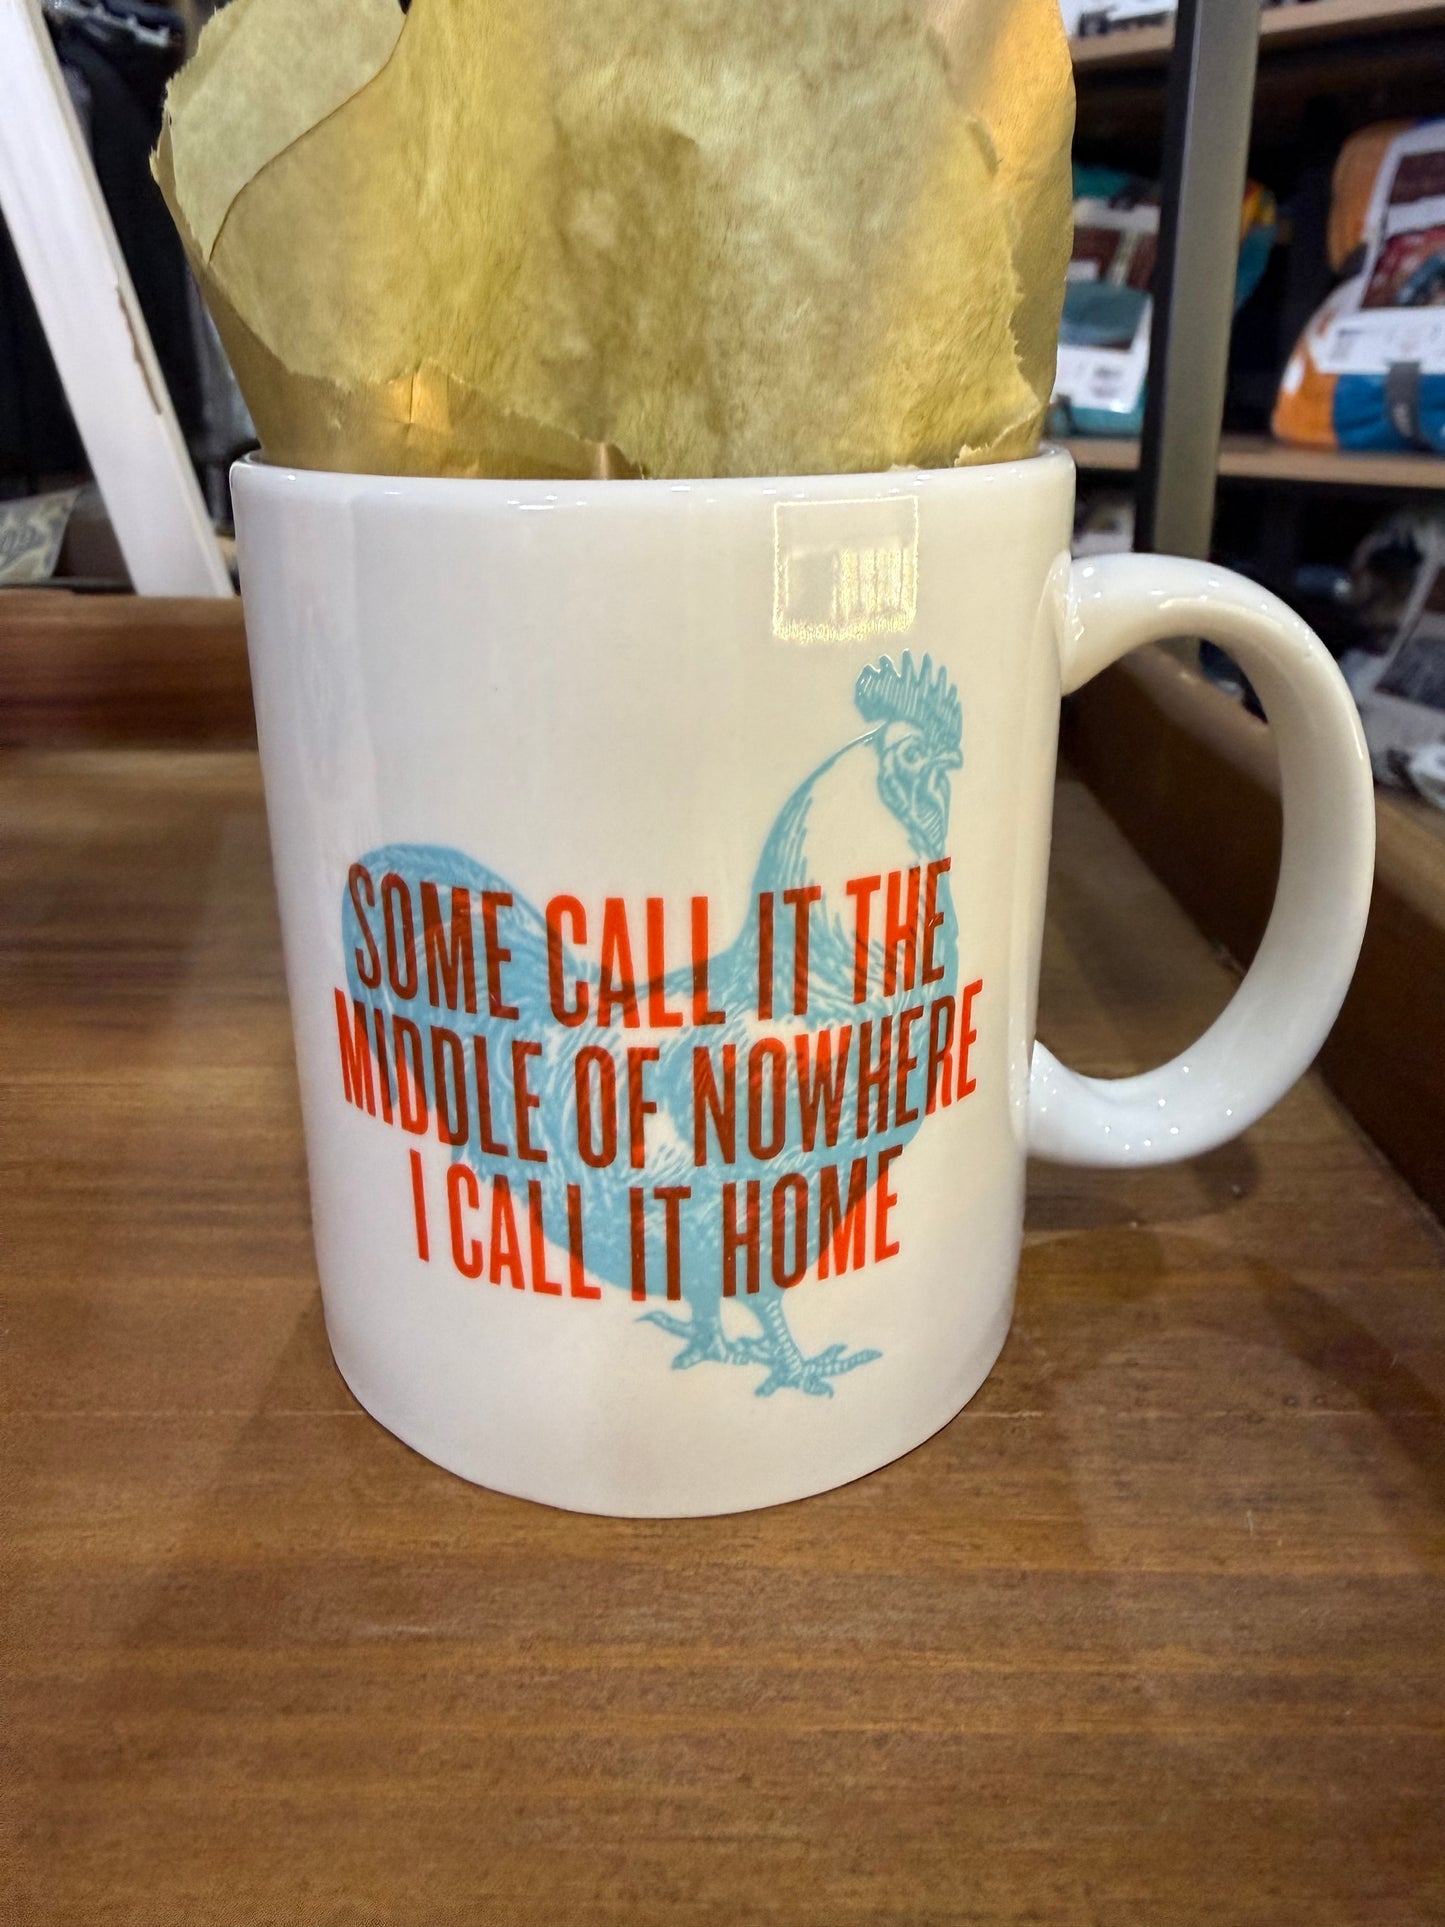 SOME CALL IT THE
MIDDLE OF NOWHERE
I CALL IT HOME